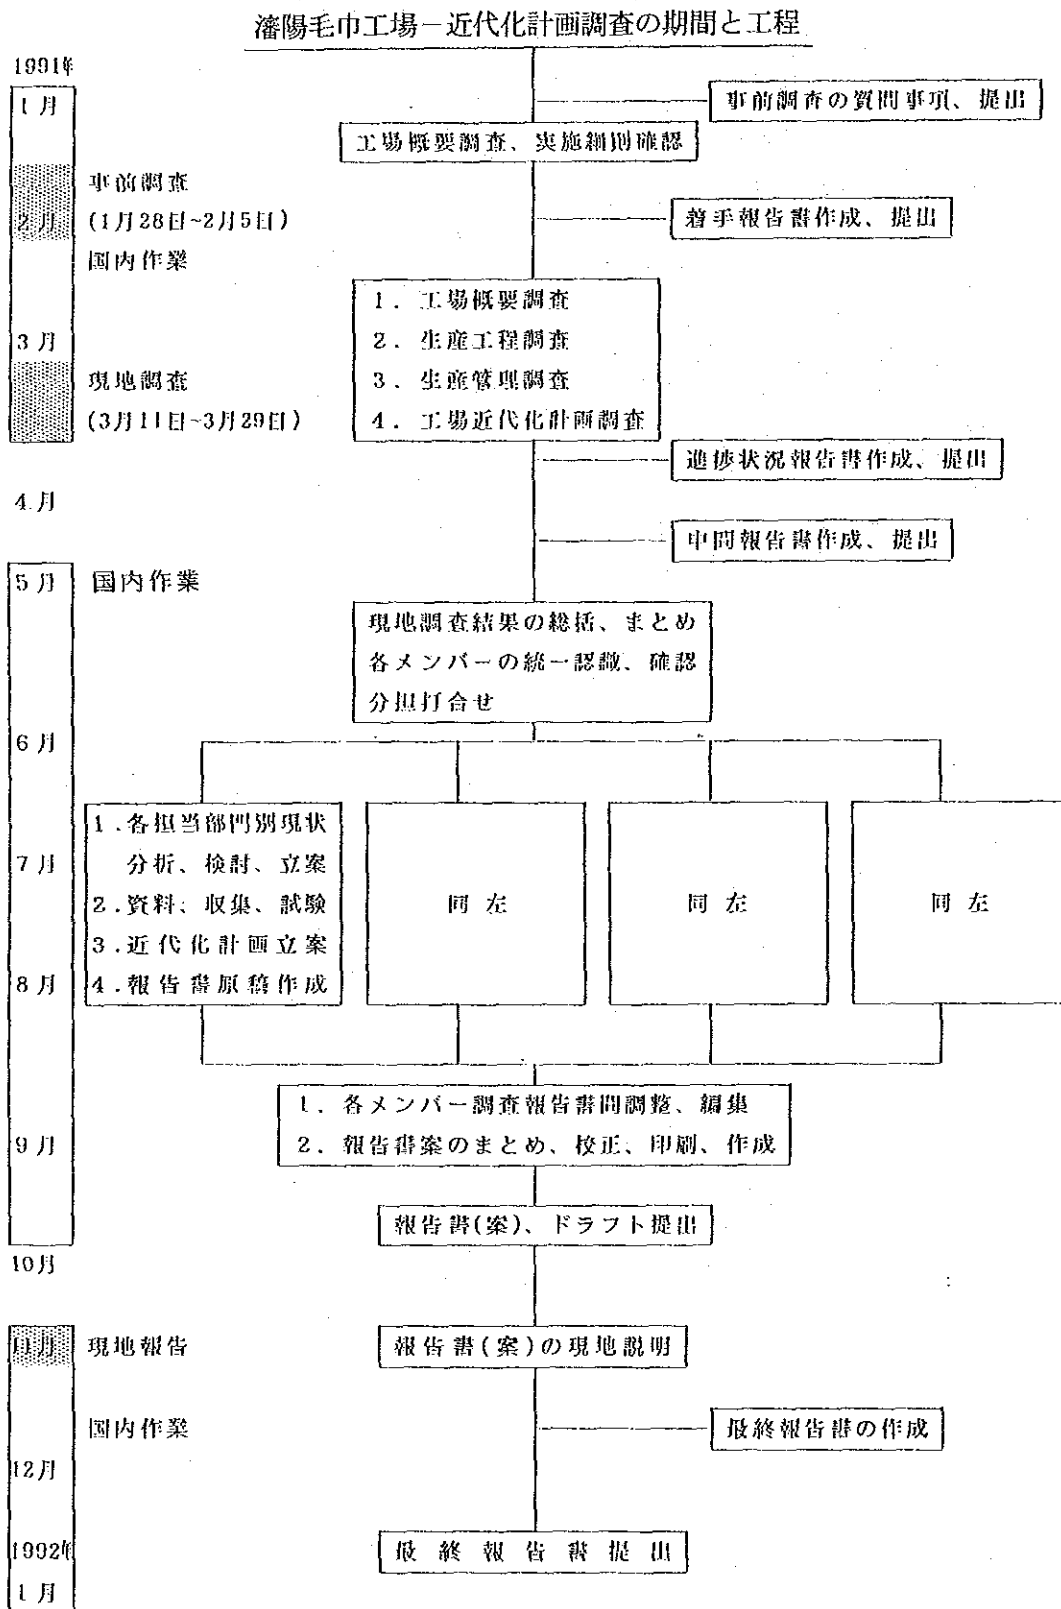 瀋陽毛巾工場－近代化計画調査の期間と工程
1991年
1月
事前調査の質問事項、提出
工場概要調査、実施細則確認
事前調査
2月
(1月28日~2月5日)
着手報告書作成、提出
国内作業
1. 工場概要調査
3月
2. 生産工程調査
現地調査
3. 生産管理調査
(3月11日~3月29日)
4. 工場近代化計画調査
進捗状況報告書作成、提出
4月
中間報告書作成、提出
5月
国内作業
現地調査結果の総括、まとめ
各メンバーの統一認識、確認
分担打合せ
6月
1.各担当部門別現状
7月
分析、検討、立案
2.資料、収集、試験
同左
同左
同左
3.近代化計画立案
8月
4.報告書原稿作成
1. 各メンバー調査報告書間調整、編集
9月
2. 報告書案のまとめ、校正、印刷、作成
報告書(案)、ドラフト提出
10月
11月
現地報告
報告書(案)の現地説明
国内作業
最終報告書の作成
12月
1992年
最終報告書提出
1月